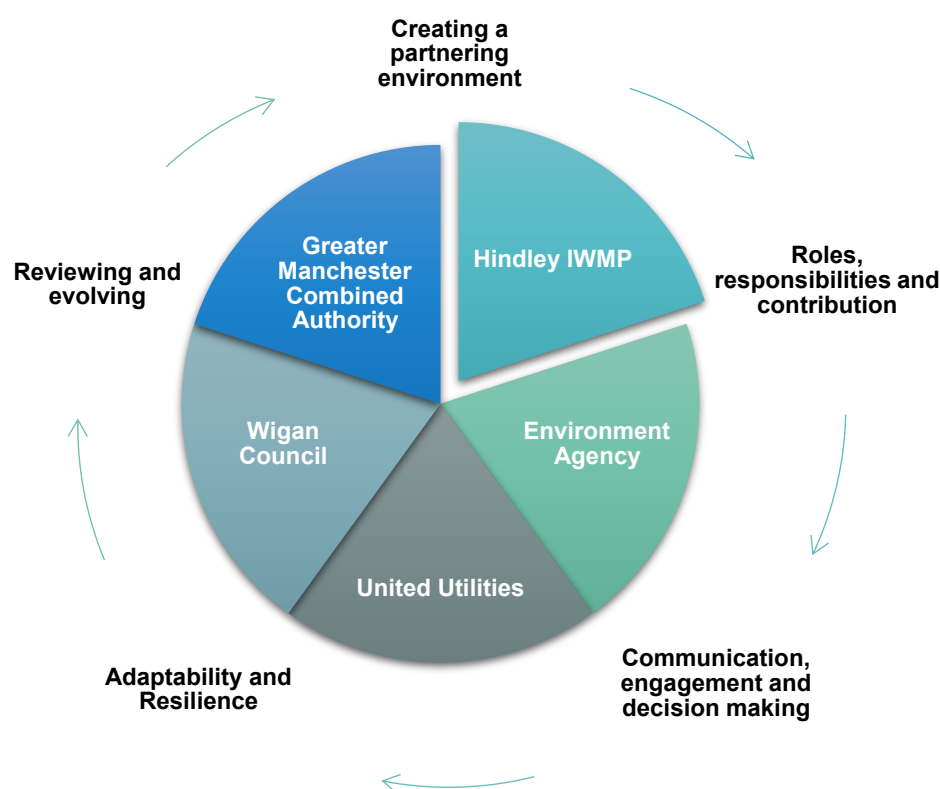 Creating a
partnering
environment
Roles,
responsibilities and
contribution
Communication,
engagement and
decision making
Adaptability and
Resilience
Reviewing and
evolving
Hindley IWMP
Environment
Agency
United Utilities
Wigan
Council
Greater
Manchester
Combined
Authority